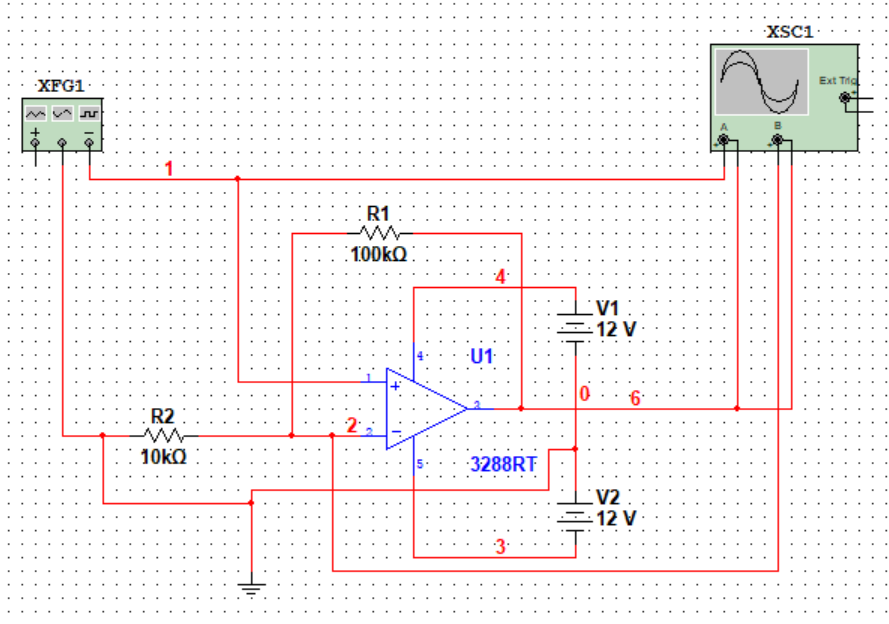 XSC1
XFG1
Ext Trig
+
A
B
+
+
+
−
1
R1
100kΩ
4
V1
12 V
4
U1
1
+
0
6
3
R2
10kΩ
2
2
−
5
3288RT
V2
12 V
3